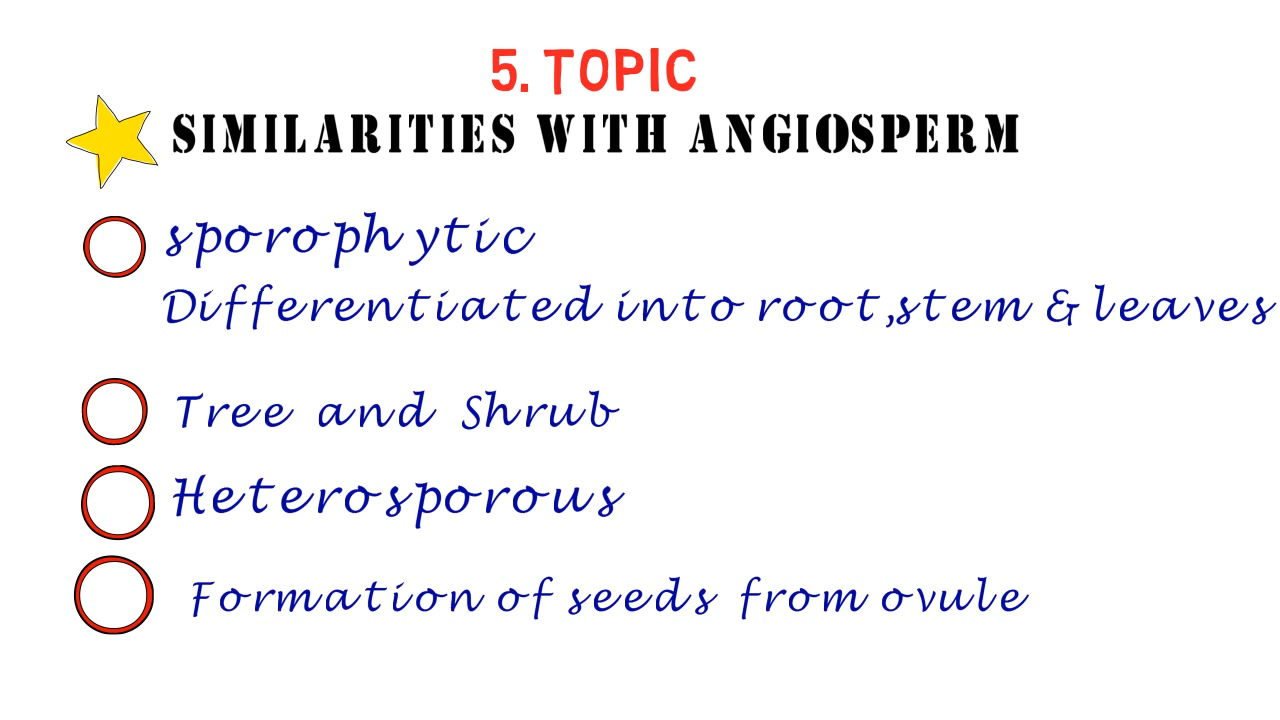 5. TOPIC
SIMILARITIES WITH ANGIOSPERM
sporophytic
Differentiated into root,stem & leaves
Tree and Shrub
Heterosporous
Formation of seeds from ovule